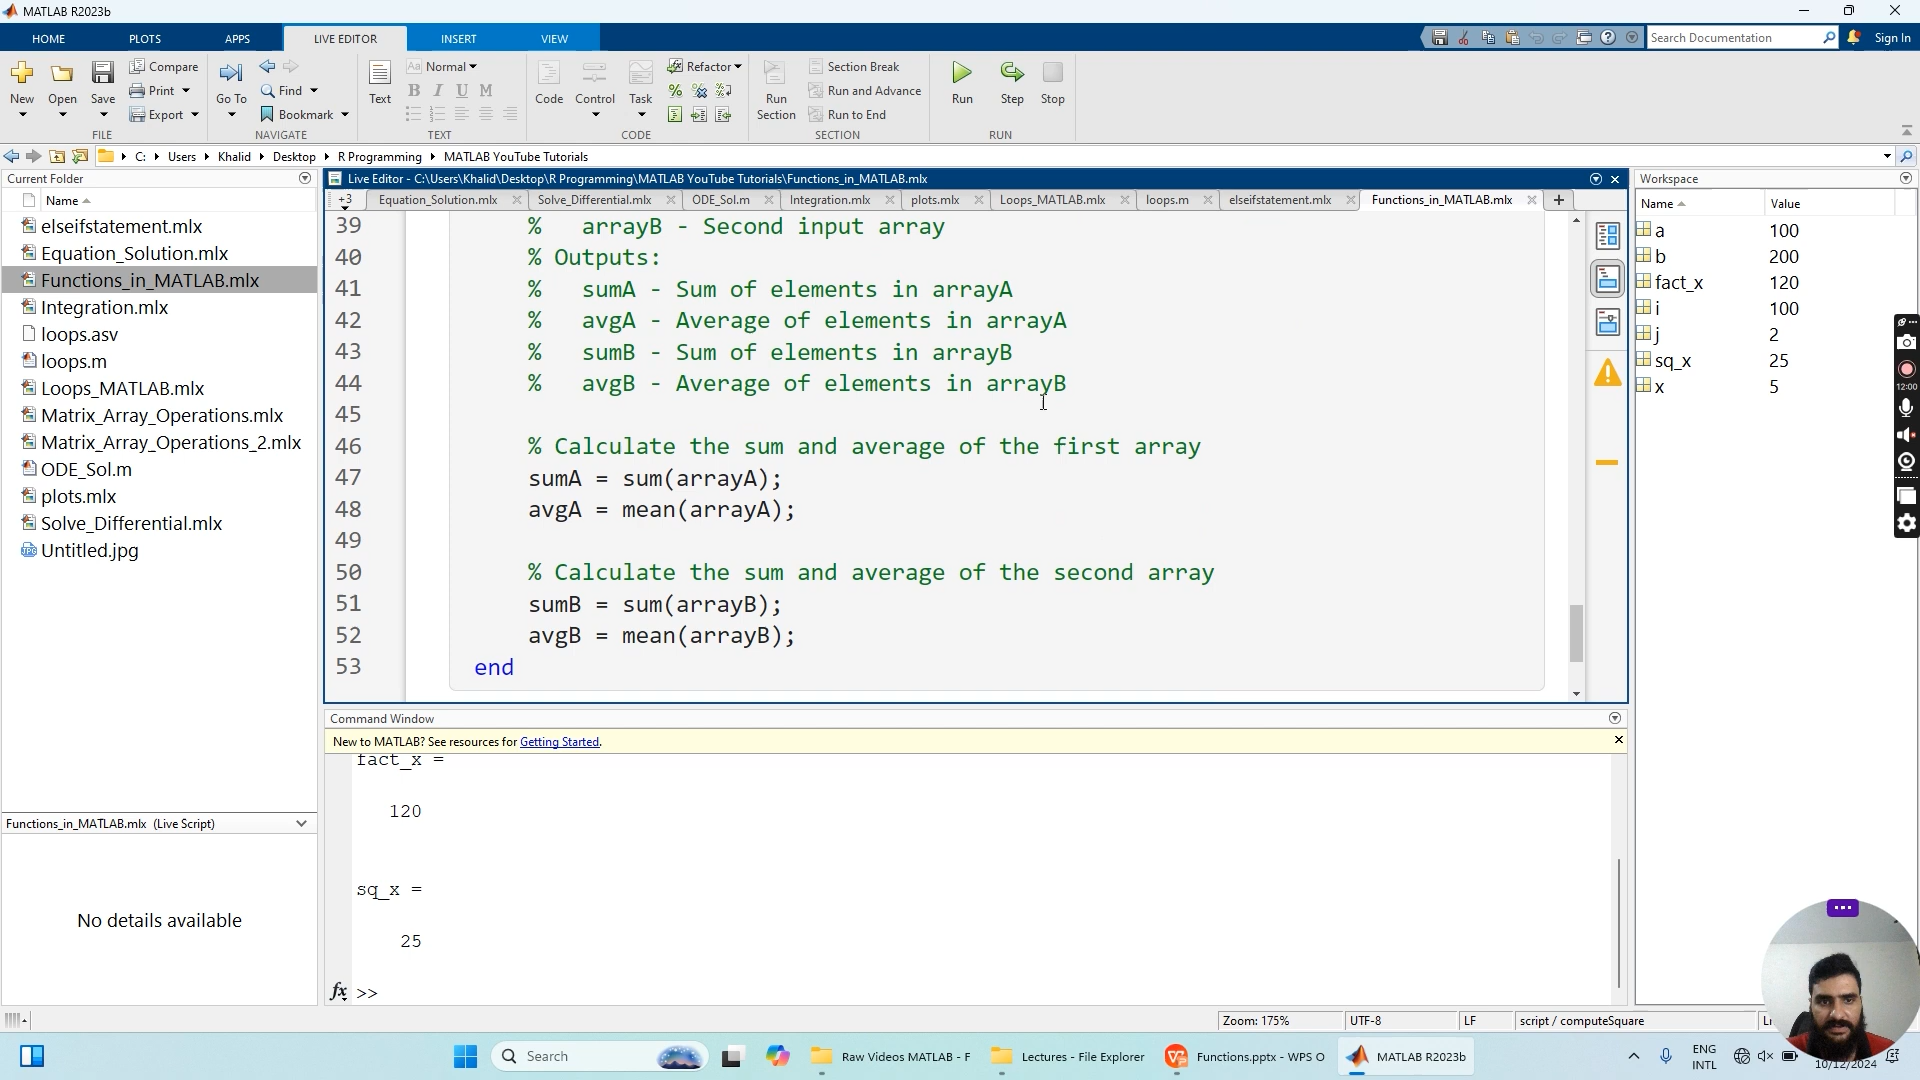 MATLAB R2023b
HOME PLOTS APPS LIVE EDITOR INSERT VIEW Search Documentation Sign In
New Open Save Compare Print Export Go To Find Bookmark Text Aa Normal B I U M Code Control Task Refactor Run Section Section Break Run and Advance Run to End Run Step Stop
FILE NAVIGATE TEXT CODE SECTION RUN
C: Users Khalid Desktop R Programming MATLAB YouTube Tutorials
Current Folder
Name
elseifstatement.mlx
Equation_Solution.mlx
Functions_in_MATLAB.mlx
Integration.mlx
loops.asv
loops.m
Loops_MATLAB.mlx
Matrix_Array_Operations.mlx
Matrix_Array_Operations_2.mlx
ODE_Sol.m
plots.mlx
Solve_Differential.mlx
Untitled.jpg
Functions_in_MATLAB.mlx (Live Script)
No details available
Live Editor - C:\Users\Khalid\Desktop\R Programming\MATLAB YouTube Tutorials\Functions_in_MATLAB.mlx
+3 Equation_Solution.mlx Solve_Differential.mlx ODE_Sol.m Integration.mlx plots.mlx Loops_MATLAB.mlx loops.m elseifstatement.mlx Functions_in_MATLAB.mlx
39 % arrayB - Second input array
40 % Outputs:
41 % sumA - Sum of elements in arrayA
42 % avgA - Average of elements in arrayA
43 % sumB - Sum of elements in arrayB
44 % avgB - Average of elements in arrayB
45
46 % Calculate the sum and average of the first array
47 sumA = sum(arrayA);
48 avgA = mean(arrayA);
49
50 % Calculate the sum and average of the second array
51 sumB = sum(arrayB);
52 avgB = mean(arrayB);
53 end
Command Window
New to MATLAB? See resources for Getting Started.
fact_x =
120
sq_x =
25
fx >>
Workspace
Name Value
a 100
b 200
fact_x 120
i 100
j 2
sq_x 25
x 5
12:00
Zoom: 175% UTF-8 LF script / computeSquare
Search Raw Videos MATLAB - F Lectures - File Explorer Functions.pptx - WPS O MATLAB R2023b ENG INTL
10/12/2024